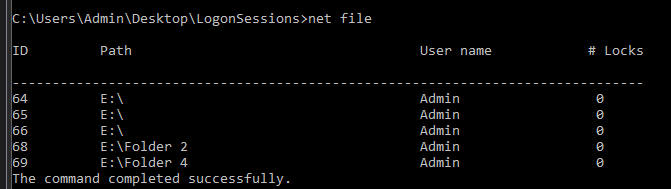 C:\Users\Admin\Desktop\LogonSessions>net file
ID Path User name # Locks
-------------------------------------------------------------------------------
64 E:\ Admin 0
65 E:\ Admin 0
66 E:\ Admin 0
68 E:\Folder 2 Admin 0
69 E:\Folder 4 Admin 0
The command completed successfully.